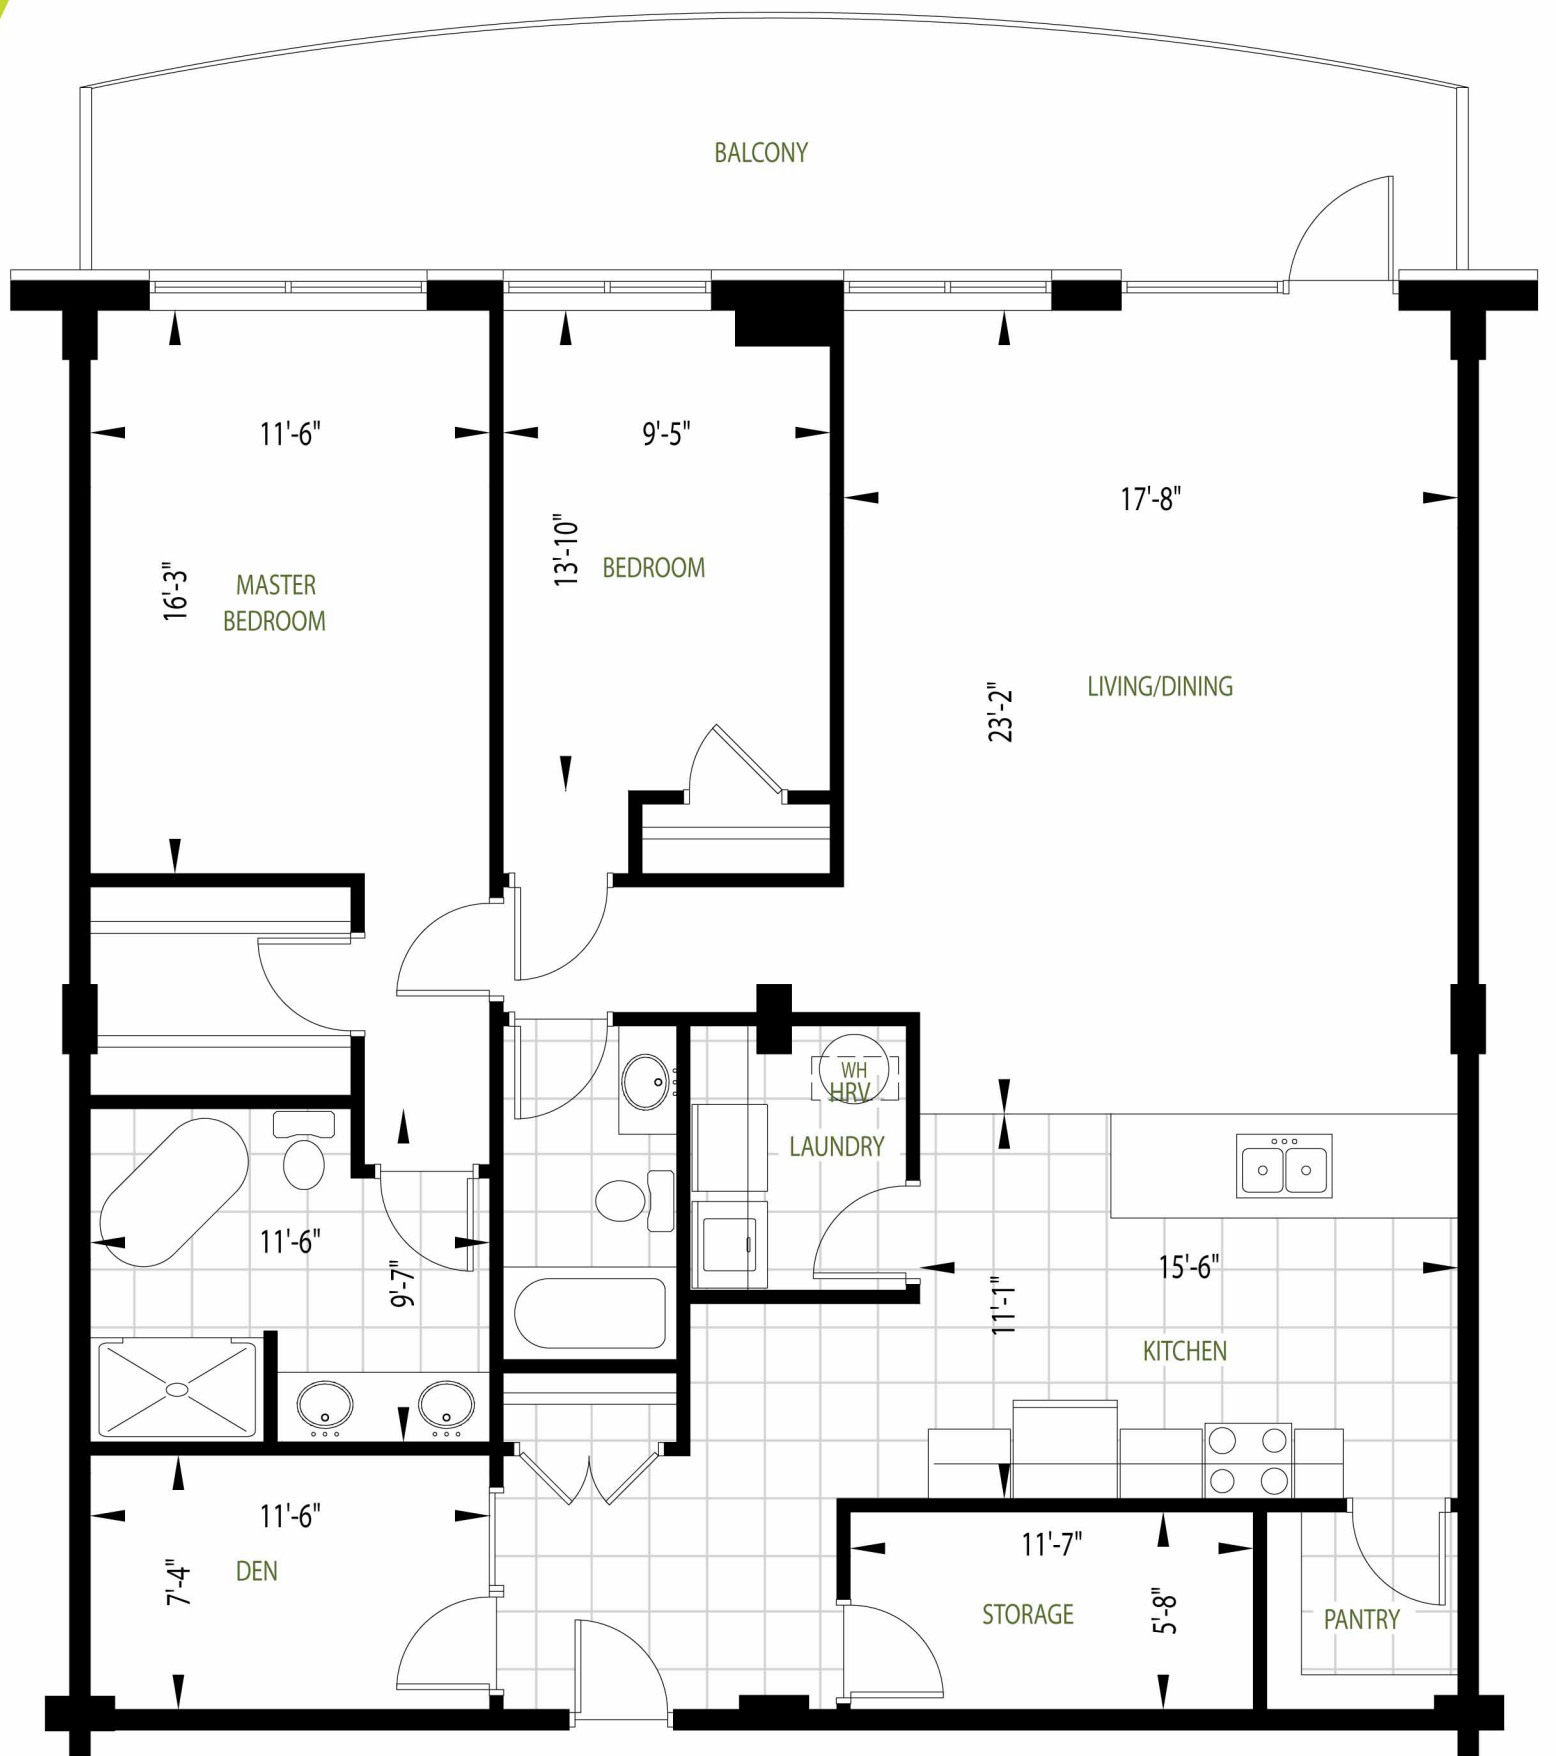 BALCONY
11'-6"
9'-5"
17'-8"
13'-10"
BEDROOM
16'-3"
MASTER
BEDROOM
23'-2"
LIVING/DINING
WH
HRV
LAUNDRY
11'-6"
9'-7"
15'-6"
11'-1"
KITCHEN
11'-6"
7'-4"
DEN
11'-7"
5'-8"
STORAGE
PANTRY